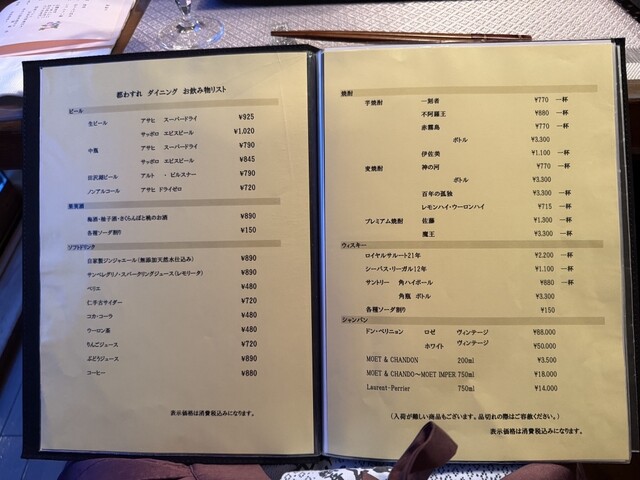 都わすれ ダイニング お飲み物リスト
ビール
生ビール アサヒ スーパードライ ¥925
サッポロ エビスビール ¥1,020
中瓶 アサヒ スーパードライ ¥790
サッポロ エビスビール ¥845
田沢湖ビール アルト ・ ピルスナー ¥790
ノンアルコール アサヒ ドライゼロ ¥720
果実酒
梅酒・柚子酒・さくらんぼと桃のお酒 ¥890
各種ソーダ割り ¥150
ソフトドリンク
自家製ジンジャエール(無添加天然水仕込み) ¥890
サンペレグリノ・スパークリングジュース(レモリータ) ¥890
ペリエ ¥480
仁手古サイダー ¥720
コカ・コーラ ¥480
ウーロン茶 ¥480
りんごジュース ¥720
ぶどうジュース ¥890
コーヒー ¥880
表示価格は消費税込みになります。
焼酎
芋焼酎 一刻者 ¥770 一杯
不阿羅王 ¥880 一杯
赤霧島 ¥770 一杯
ボトル ¥3,300
伊佐美 ¥1,100 一杯
麦焼酎 神の河 ¥770 一杯
ボトル ¥3,300
百年の孤独 ¥3,300 一杯
レモンハイ・ウーロンハイ ¥715 一杯
プレミアム焼酎 佐藤 ¥1,300 一杯
魔王 ¥3,300 一杯
ウィスキー
ロイヤルサルート21年 ¥2,200 一杯
シーバス・リーガル12年 ¥1,100 一杯
サントリー 角ハイボール ¥880 一杯
角瓶 ボトル ¥3,300
各種ソーダ割り ¥150
シャンパン
ドン・ペリニョン ロゼ ヴィンテージ ¥88.000
ホワイト ヴィンテージ ¥50.000
MOET & CHANDON 200ml ¥3.500
MOET & CHANDO〜MOET IMPER 750ml ¥18.000
Laurent-Perrier 750ml ¥14.000
(入荷が難しい商品もございます。品切れの際はご容赦ください。)
表示価格は消費税込みになります。